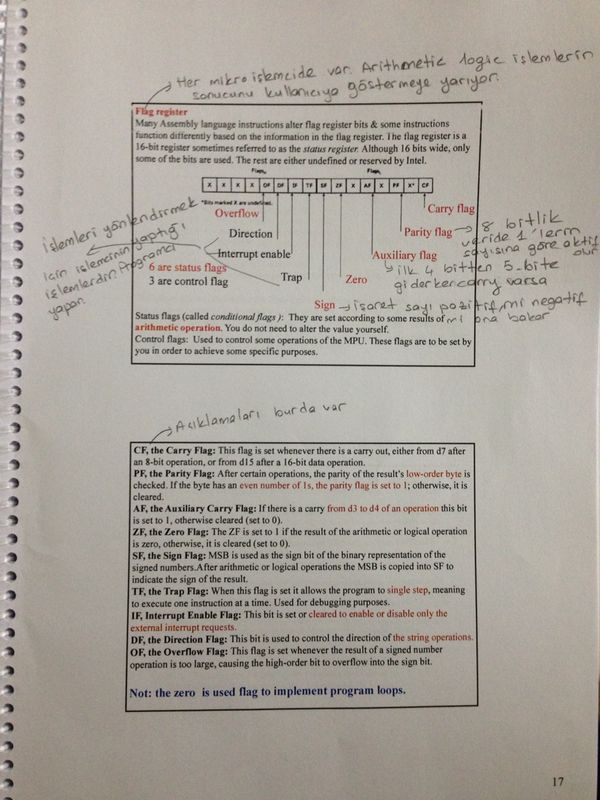 Her mikroişlemcide var. Arithmetic logic işlemlerin
sonucunu kullanıcıya göstermeye yarıyor.
Flag register
Many Assembly language instructions alter flag register bits & some instructions
function differently based on the information in the flag register. The flag register is a
16-bit register sometimes referred to as the status register. Although 16 bits wide, only
some of the bits are used. The rest are either undefined or reserved by Intel.
Flags Flags
X X X X OF DF IF TF SF ZF X AF X PF X* CF
*Bits marked X are undefined.
Overflow
Carry flag
Direction
Parity flag
8 bitlik
veride 1'lerin
sayısına göre aktif
olur
Interrupt enable
Auxiliary flag
ilk 4 bitten 5. bite
giderken carry varsa
işlemleri yönlendirmek
için işlemcinin yaptığı
işlemlerdir. Programcı
yapar.
6 are status flags
3 are control flag
Trap
Zero
Sign
işaret sayı pozitif mi negatif
mi ona bakar
Status flags (called conditional flags ): They are set according to some results of
arithmetic operation. You do not need to alter the value yourself.
Control flags: Used to control some operations of the MPU. These flags are to be set by
you in order to achieve some specific purposes.
Açıklamaları burda var
CF, the Carry Flag: This flag is set whenever there is a carry out, either from d7 after
an 8-bit operation, or from d15 after a 16-bit data operation.
PF, the Parity Flag: After certain operations, the parity of the result's low-order byte is
checked. If the byte has an even number of 1s, the parity flag is set to 1; otherwise, it is
cleared.
AF, the Auxiliary Carry Flag: If there is a carry from d3 to d4 of an operation this bit
is set to 1, otherwise cleared (set to 0).
ZF, the Zero Flag: The ZF is set to 1 if the result of the arithmetic or logical operation
is zero, otherwise, it is cleared (set to 0).
SF, the Sign Flag: MSB is used as the sign bit of the binary representation of the
signed numbers.After arithmetic or logical operations the MSB is copied into SF to
indicate the sign of the result.
TF, the Trap Flag: When this flag is set it allows the program to single step, meaning
to execute one instruction at a time. Used for debugging purposes.
IF, Interrupt Enable Flag: This bit is set or cleared to enable or disable only the
external interrupt requests.
DF, the Direction Flag: This bit is used to control the direction of the string operations.
OF, the Overflow Flag: This flag is set whenever the result of a signed number
operation is too large, causing the high-order bit to overflow into the sign bit.
Not: the zero is used flag to implement program loops.
17